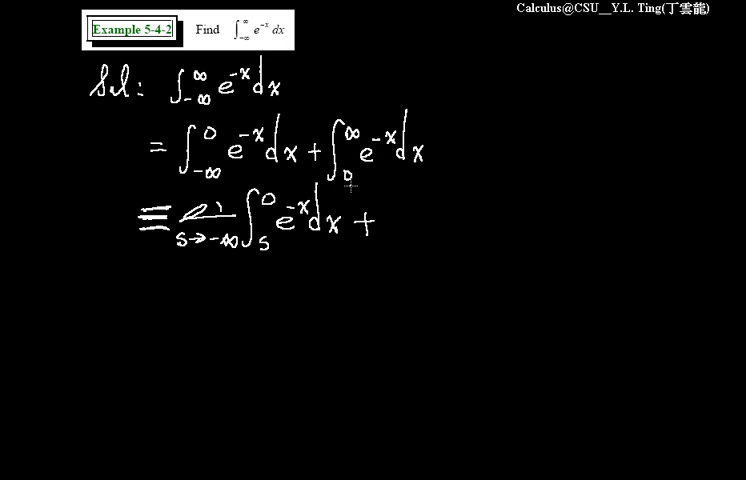 Calculus@CSU__Y.L. Ting(丁雲龍)
Example 5-4-2 Find ∫_{-∞}^{∞} e^{-x} dx
Sol: ∫_{-∞}^{∞} e^{-x} dx
= ∫_{-∞}^{0} e^{-x} dx + ∫_{0}^{∞} e^{-x} dx
≡ lim_{s→-∞} ∫_{s}^{0} e^{-x} dx +